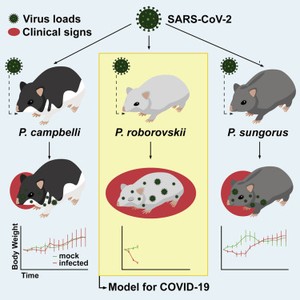 Virus loads
Clinical signs
SARS-CoV-2
P. campbelli
P. roborovskii
P. sungorus
Body Weight
mock
infected
Time
Model for COVID-19